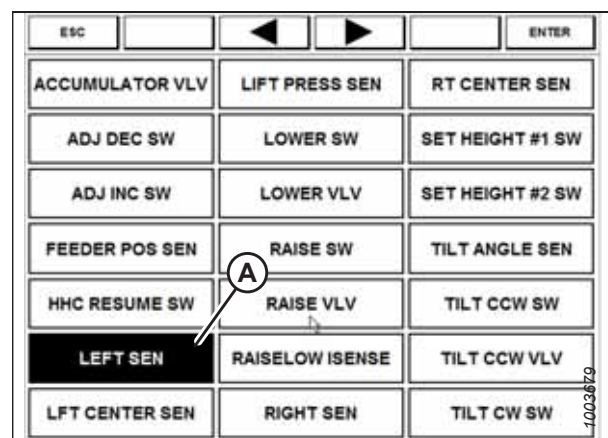 ESC ENTER
ACCUMULATOR VLV LIFT PRESS SEN RT CENTER SEN
ADJ DEC SW LOWER SW SET HEIGHT #1 SW
ADJ INC SW LOWER VLV SET HEIGHT #2 SW
FEEDER POS SEN RAISE SW TILT ANGLE SEN
A
HHC RESUME SW RAISE VLV TILT CCW SW
LEFT SEN RAISELOW ISENSE TILT CCW VLV
LFT CENTER SEN RIGHT SEN TILT CW SW
1003679